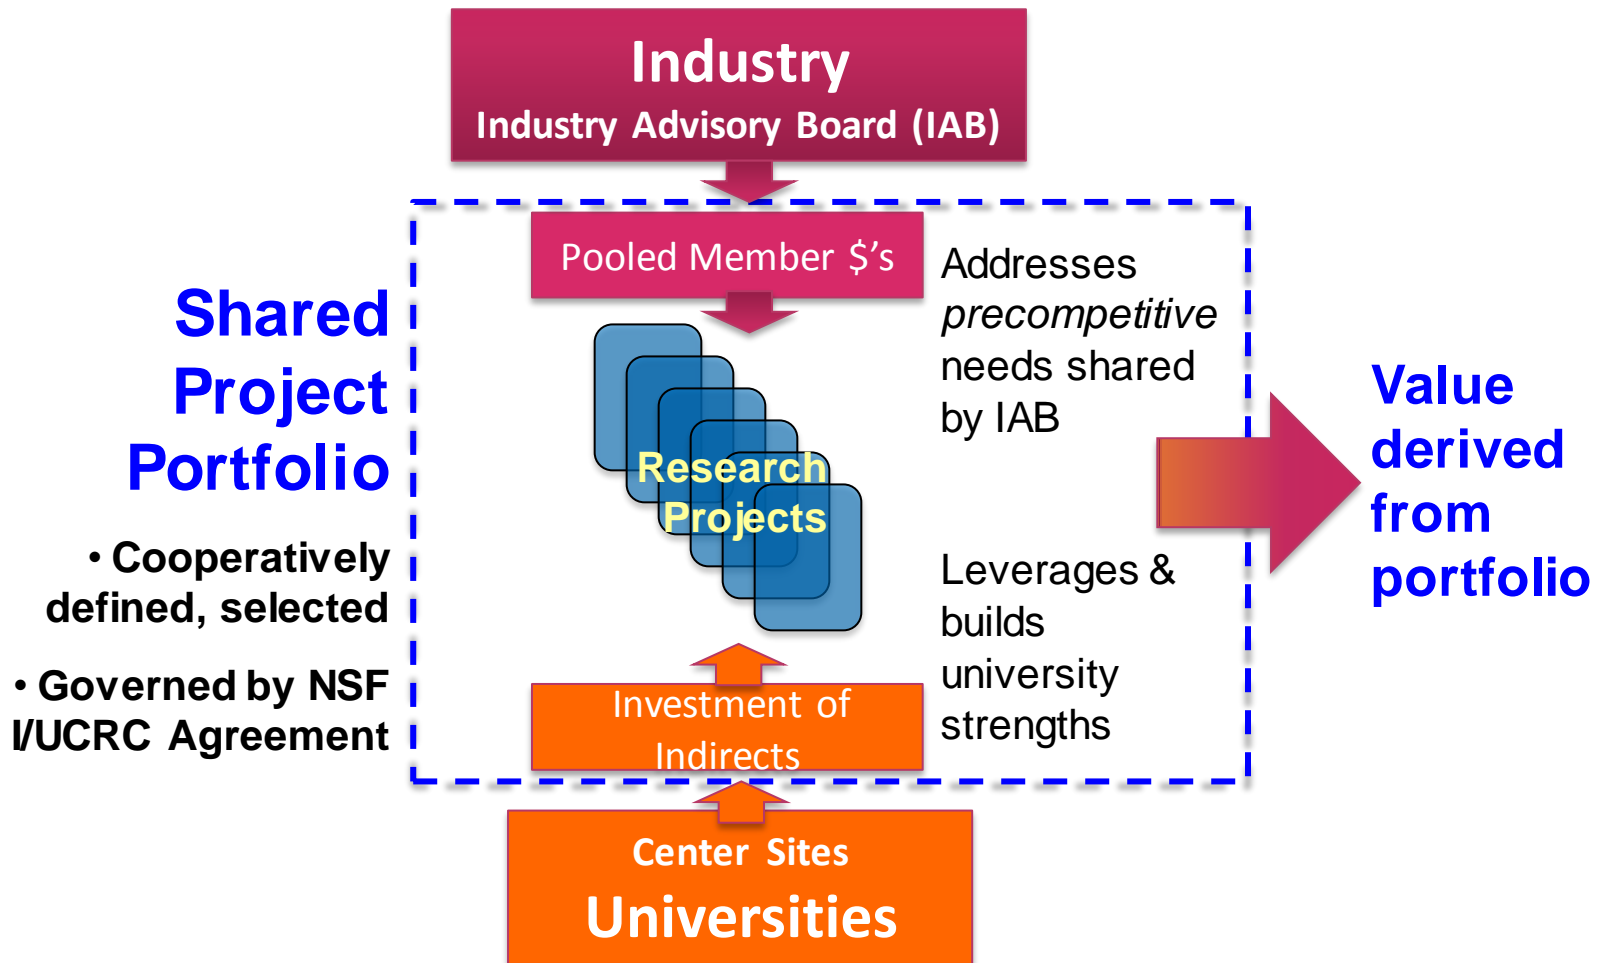 Industry
Industry Advisory Board (IAB)
Pooled Member $’s
Shared
Project
Portfolio
• Cooperatively
defined, selected
• Governed by NSF
I/UCRC Agreement
Research
Projects
Addresses
precompetitive
needs shared
by IAB
Leverages &
builds
university
strengths
Value
derived
from
portfolio
Investment of
Indirects
Center Sites
Universities